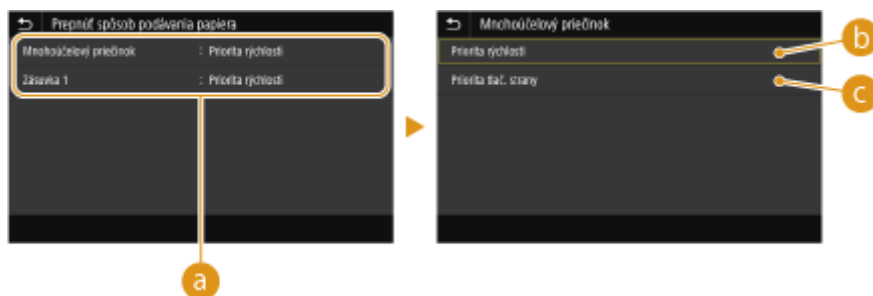 Prepnúť spôsob podávania papiera
Mnohoúčelový priečinok : Priorita rýchlosti
Zásuvka 1 : Priorita rýchlosti
a
Mnohoúčelový priečinok
Priorita rýchlosti
b
Priorita tlač. strany
c